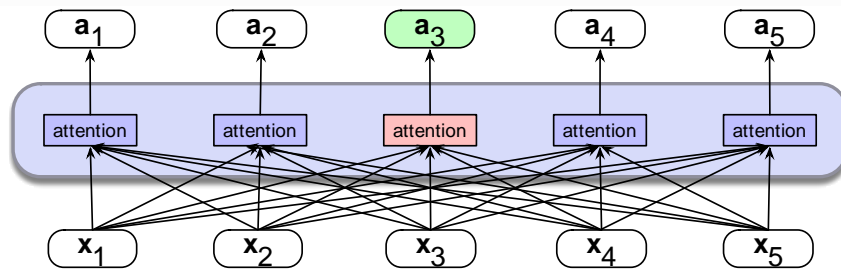 a1 a2 a3 a4 a5
attention attention attention attention attention
x1 x2 x3 x4 x5